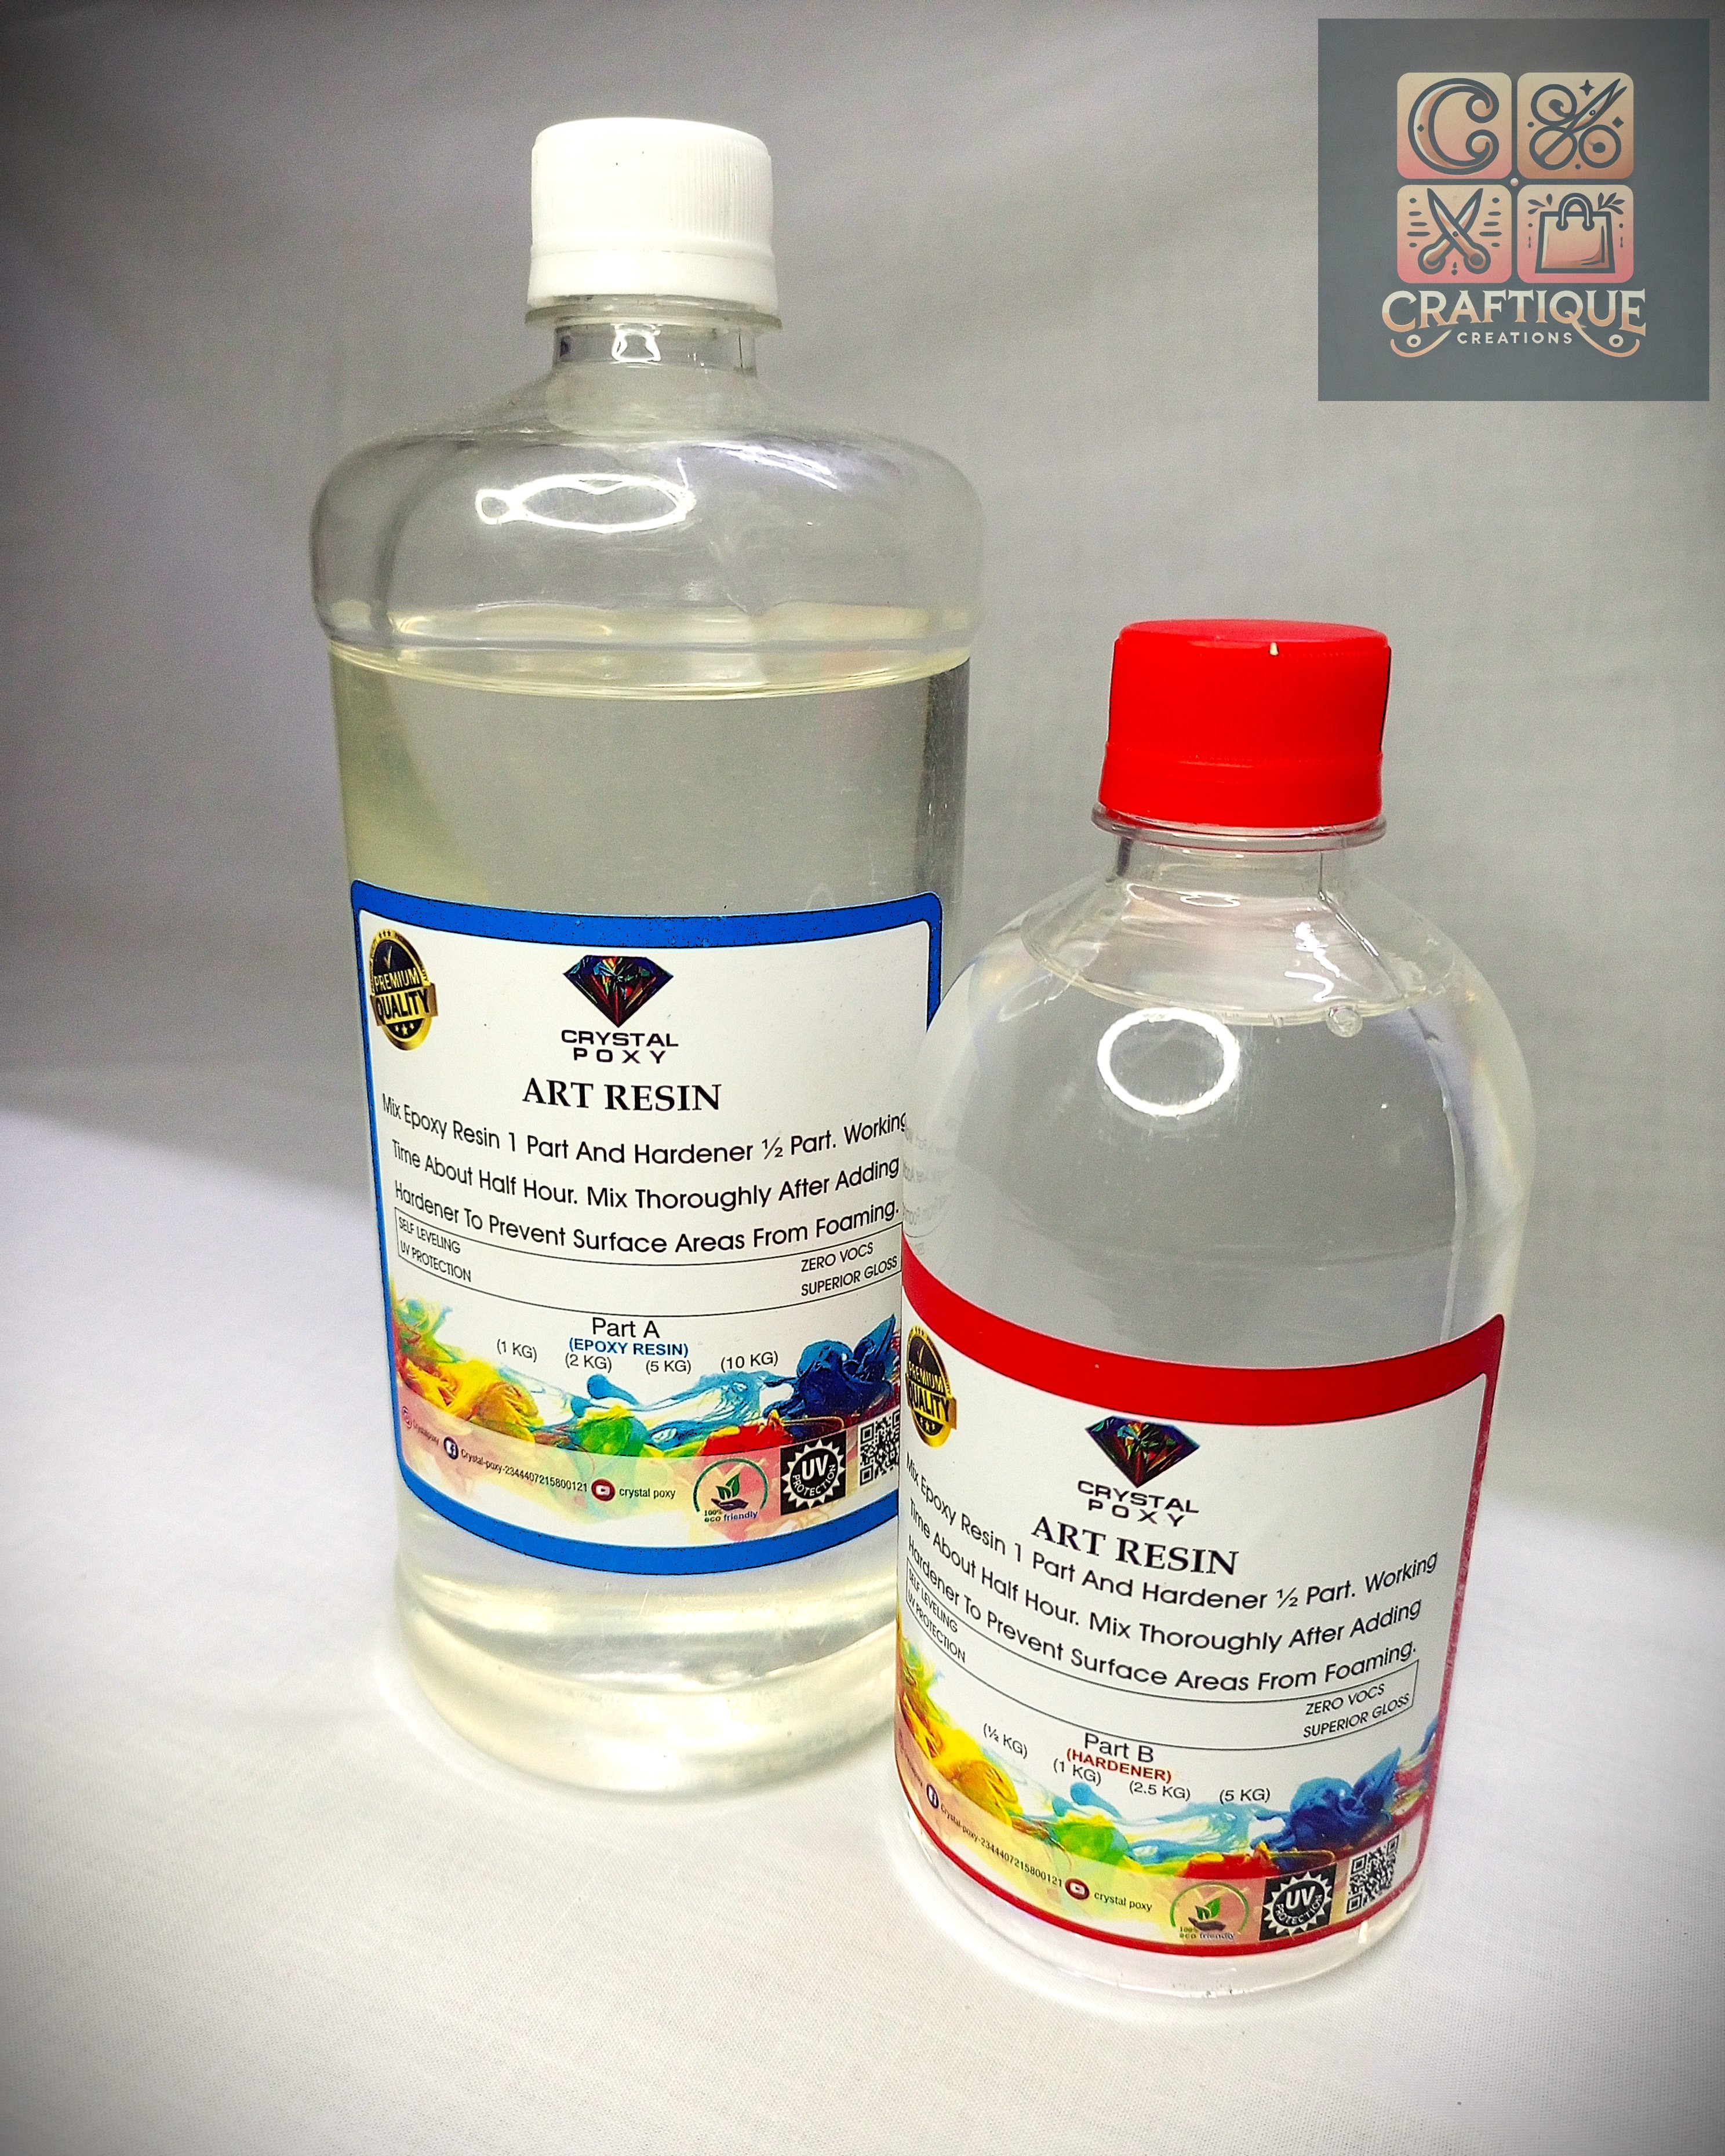 C
CRAFTIQUE
CREATIONS
PREMIUM
QUALITY
CRYSTAL
POXY
ART RESIN
Mix Epoxy Resin 1 Part And Hardener ½ Part. Working
Time About Half Hour. Mix Thoroughly After Adding
Hardener To Prevent Surface Areas From Foaming.
SELF LEVELING
UV PROTECTION
ZERO VOCS
SUPERIOR GLOSS
Part A
(EPOXY RESIN)
(1 KG) (2 KG) (5 KG) (10 KG)
Crystal-poxy-2344407215800121 crystal poxy
100%
eco friendly
UV
PROTECTION
PREMIUM
QUALITY
CRYSTAL
POXY
ART RESIN
Mix Epoxy Resin 1 Part And Hardener ½ Part. Working
Time About Half Hour. Mix Thoroughly After Adding
Hardener To Prevent Surface Areas From Foaming.
SELF LEVELING
UV PROTECTION
ZERO VOCS
SUPERIOR GLOSS
Part B
(HARDENER)
(½ KG) (1 KG) (2.5 KG) (5 KG)
Crystal-poxy-2344407215800121 crystal poxy
100%
eco friendly
UV
PROTECTION